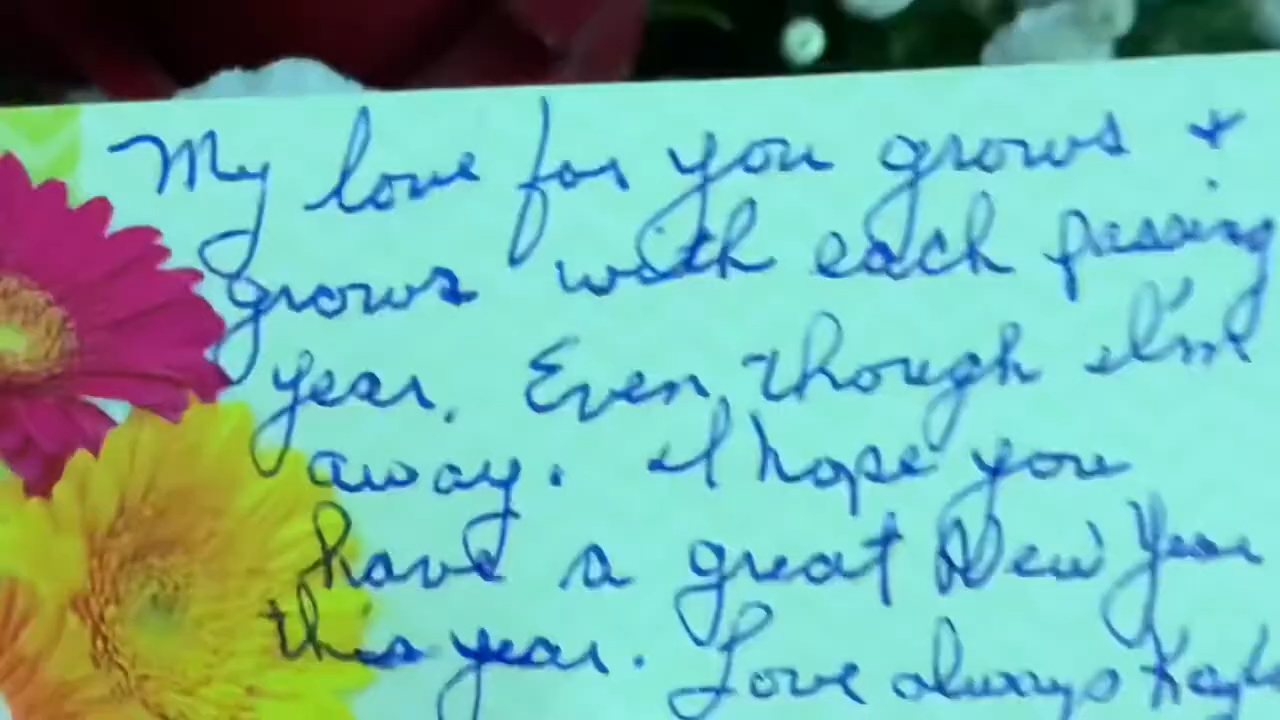 My love for you grows +
grows with each passing
year. Even though I'm
away. I hope you
have a great New Year
this year. Love always